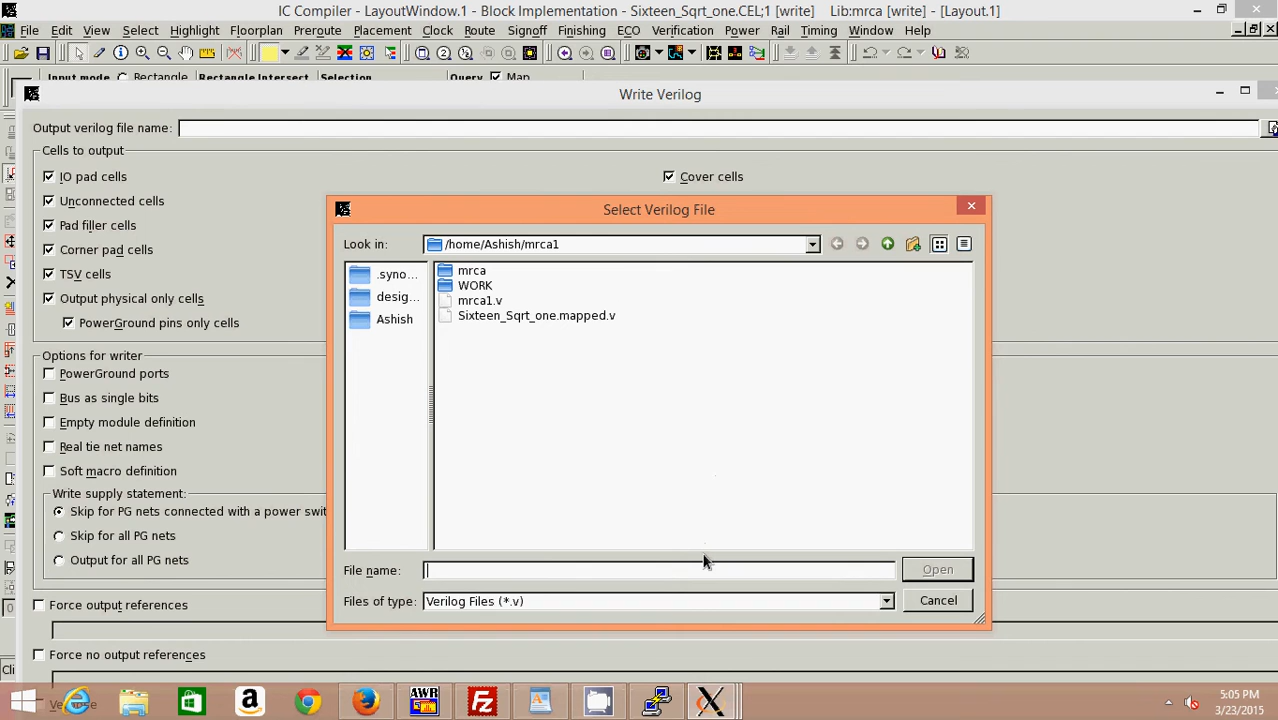 IC Compiler - LayoutWindow.1 - Block Implementation - Sixteen_Sqrt_one.CEL;1 [write] Lib:mrca [write] - [Layout.1]
File Edit View Select Highlight Floorplan Preroute Placement Clock Route Signoff Finishing ECO Verification Power Rail Timing Window Help
Input mode Rectangle Rectangle Intersect Selection Query Map
Write Verilog
Output verilog file name:
Cells to output
IO pad cells
Cover cells
Unconnected cells
Pad filler cells
Corner pad cells
TSV cells
Output physical only cells
PowerGround pins only cells
Options for writer
PowerGround ports
Bus as single bits
Empty module definition
Real tie net names
Soft macro definition
Write supply statement:
Skip for PG nets connected with a power swit
Skip for all PG nets
Output for all PG nets
Force output references
Force no output references
Select Verilog File
Look in: /home/Ashish/mrca1
.syno...
desig...
Ashish
mrca
WORK
mrca1.v
Sixteen_Sqrt_one.mapped.v
File name: Open
Files of type: Verilog Files (*.v) Cancel
Cli
AWR
5:05 PM
3/23/2015